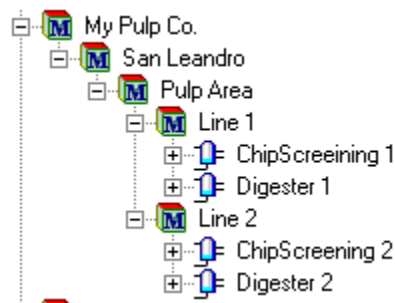 My Pulp Co.
San Leandro
Pulp Area
M Line 1
ChipScreeining 1
Digester 1
M Line 2
ChipScreening 2
Digester 2